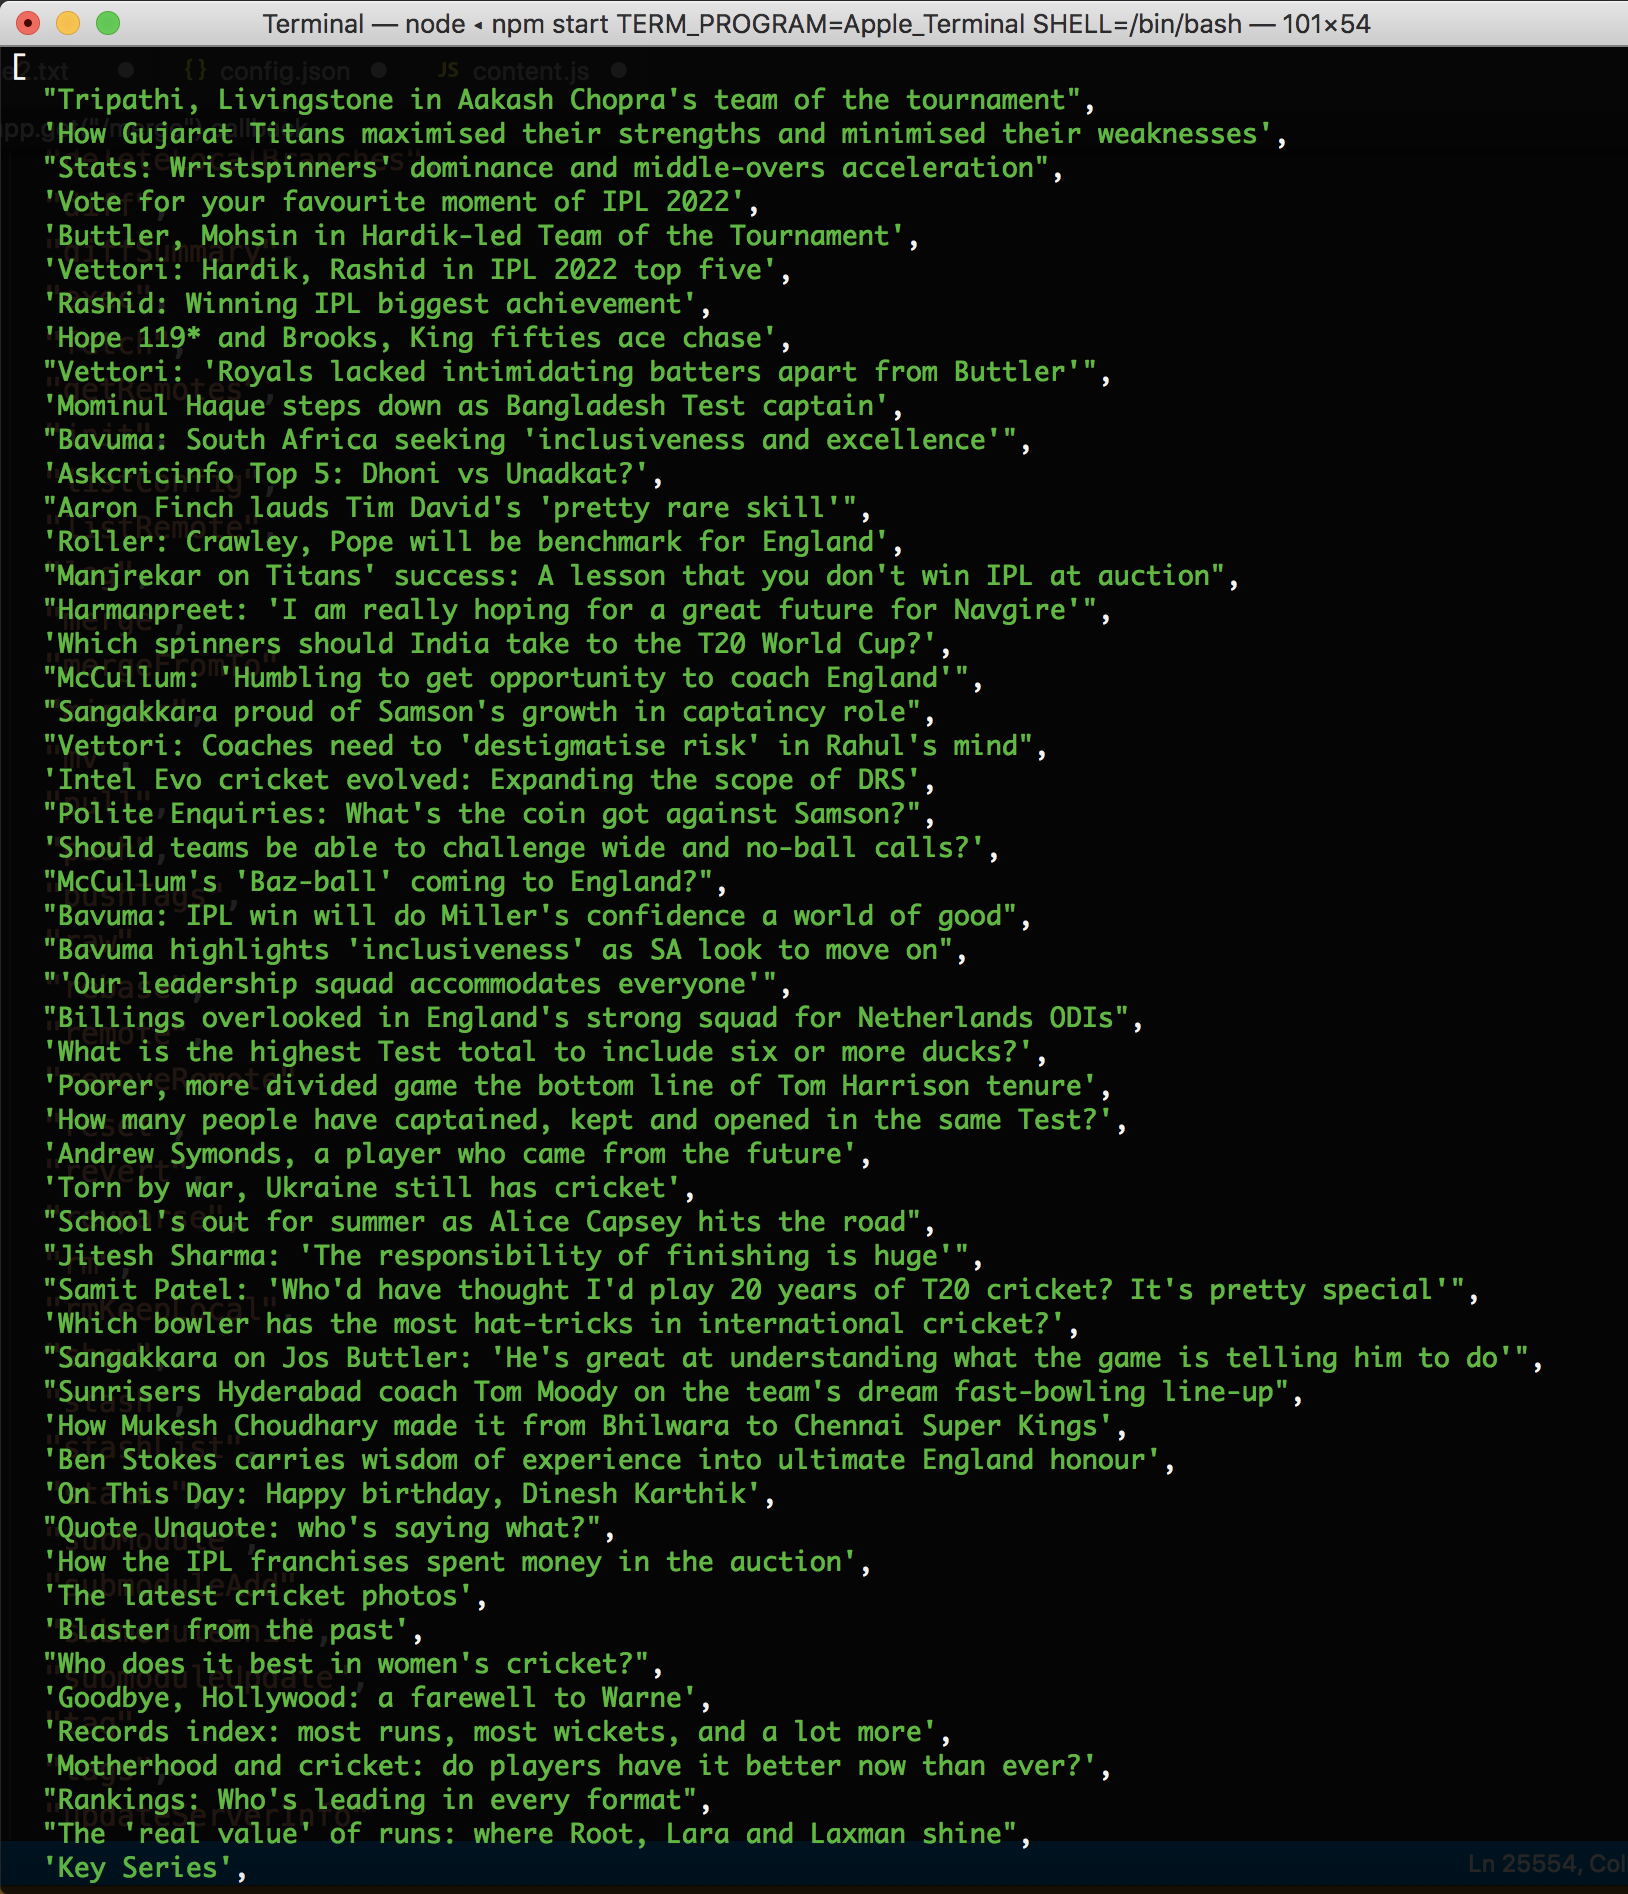 Terminal — node ◂ npm start TERM_PROGRAM=Apple_Terminal SHELL=/bin/bash — 101×54
[
e2.txt {} config.json JS content.js
"Tripathi, Livingstone in Aakash Chopra's team of the tournament",
'How Gujarat Titans maximised their strengths and minimised their weaknesses',
"Stats: Wristspinners' dominance and middle-overs acceleration",
'Vote for your favourite moment of IPL 2022',
'Buttler, Mohsin in Hardik-led Team of the Tournament',
'Vettori: Hardik, Rashid in IPL 2022 top five',
'Rashid: Winning IPL biggest achievement',
'Hope 119* and Brooks, King fifties ace chase',
"Vettori: 'Royals lacked intimidating batters apart from Buttler'",
'Mominul Haque steps down as Bangladesh Test captain',
"Bavuma: South Africa seeking 'inclusiveness and excellence'",
'Askcricinfo Top 5: Dhoni vs Unadkat?',
"Aaron Finch lauds Tim David's 'pretty rare skill'",
'Roller: Crawley, Pope will be benchmark for England',
"Manjrekar on Titans' success: A lesson that you don't win IPL at auction",
"Harmanpreet: 'I am really hoping for a great future for Navgire'",
'Which spinners should India take to the T20 World Cup?',
"McCullum: 'Humbling to get opportunity to coach England'",
"Sangakkara proud of Samson's growth in captaincy role",
"Vettori: Coaches need to 'destigmatise risk' in Rahul's mind",
'Intel Evo cricket evolved: Expanding the scope of DRS',
"Polite Enquiries: What's the coin got against Samson?",
'Should teams be able to challenge wide and no-ball calls?',
"McCullum's 'Baz-ball' coming to England?",
"Bavuma: IPL win will do Miller's confidence a world of good",
"Bavuma highlights 'inclusiveness' as SA look to move on",
"'Our leadership squad accommodates everyone'",
"Billings overlooked in England's strong squad for Netherlands ODIs",
'What is the highest Test total to include six or more ducks?',
'Poorer, more divided game the bottom line of Tom Harrison tenure',
'How many people have captained, kept and opened in the same Test?',
'Andrew Symonds, a player who came from the future',
'Torn by war, Ukraine still has cricket',
"School's out for summer as Alice Capsey hits the road",
"Jitesh Sharma: 'The responsibility of finishing is huge'",
"Samit Patel: 'Who'd have thought I'd play 20 years of T20 cricket? It's pretty special'",
'Which bowler has the most hat-tricks in international cricket?',
"Sangakkara on Jos Buttler: 'He's great at understanding what the game is telling him to do'",
"Sunrisers Hyderabad coach Tom Moody on the team's dream fast-bowling line-up",
'How Mukesh Choudhary made it from Bhilwara to Chennai Super Kings',
'Ben Stokes carries wisdom of experience into ultimate England honour',
'On This Day: Happy birthday, Dinesh Karthik',
"Quote Unquote: who's saying what?",
'How the IPL franchises spent money in the auction',
'The latest cricket photos',
'Blaster from the past',
"Who does it best in women's cricket?",
'Goodbye, Hollywood: a farewell to Warne',
'Records index: most runs, most wickets, and a lot more',
'Motherhood and cricket: do players have it better now than ever?',
"Rankings: Who's leading in every format",
"The 'real value' of runs: where Root, Lara and Laxman shine",
'Key Series',
Ln 25554, Col